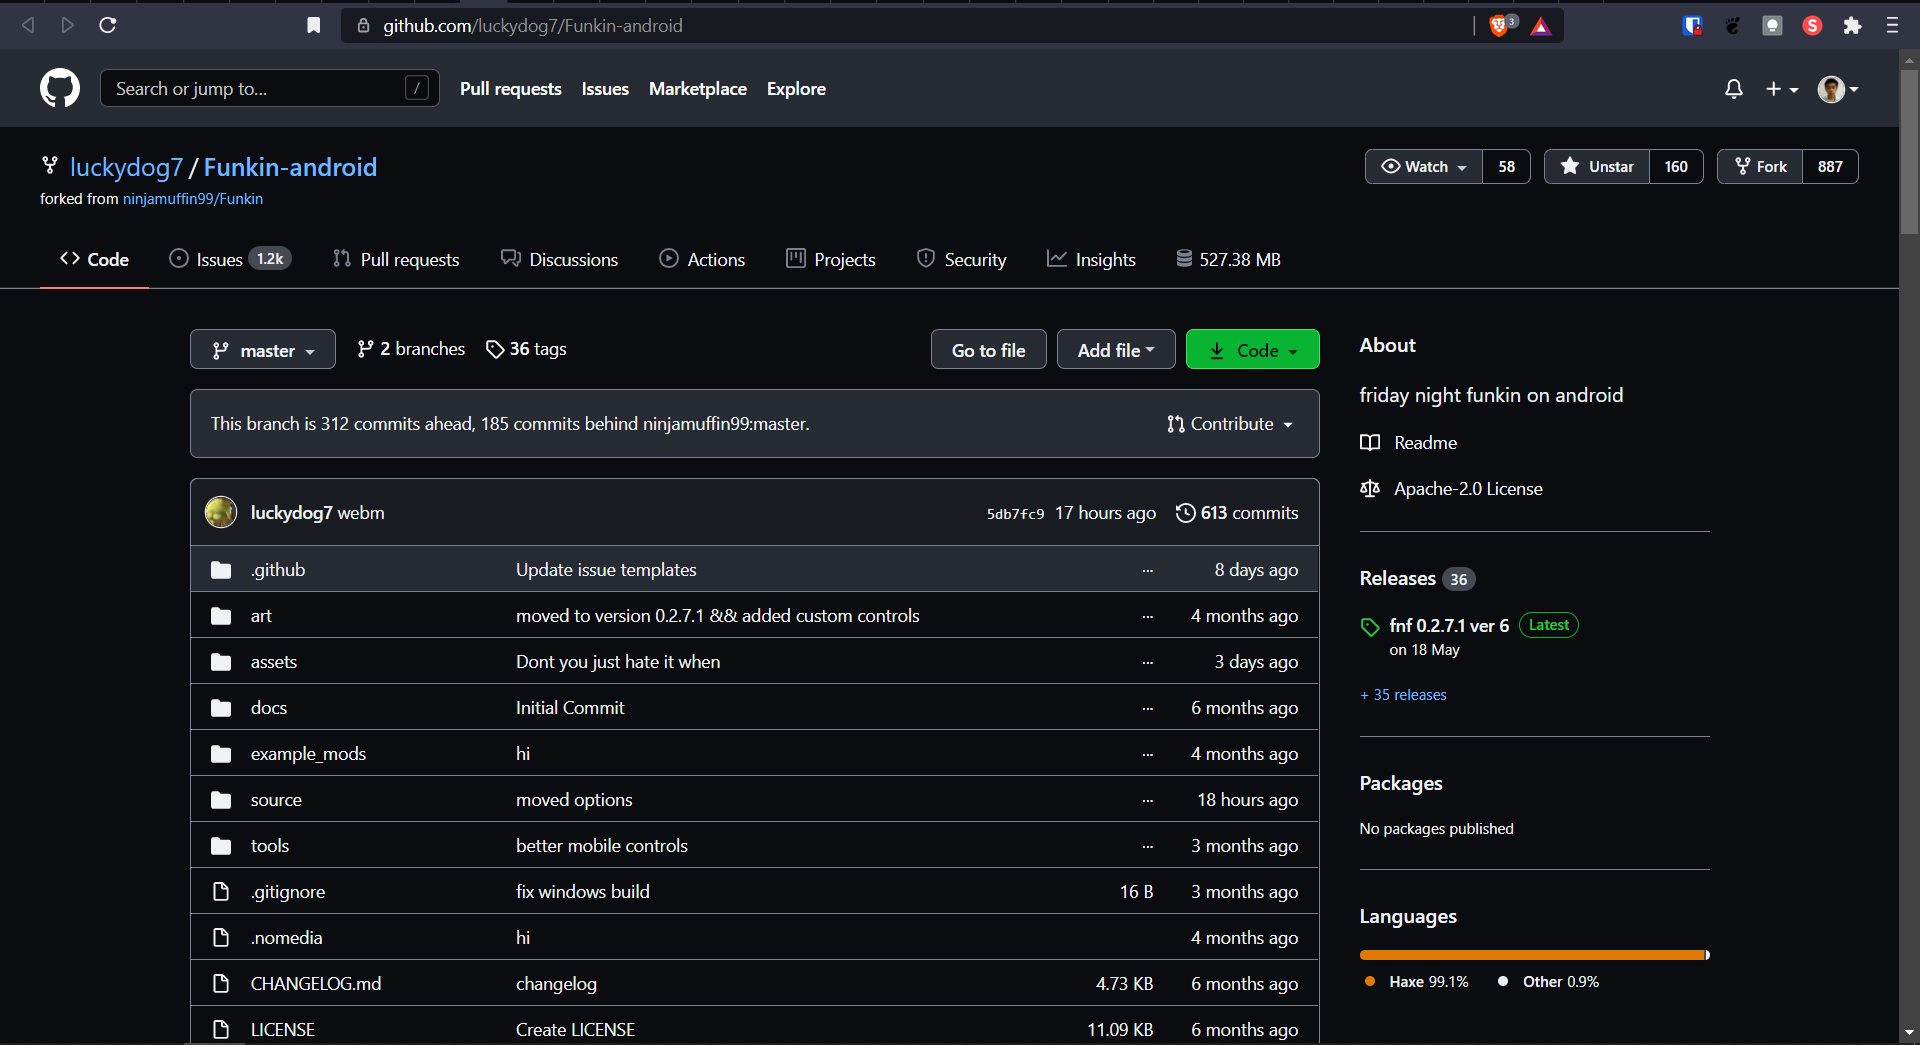 github.com/luckydog7/Funkin-android
3
S
Search or jump to...
/
Pull requests
Issues
Marketplace
Explore
luckydog7 / Funkin-android
forked from ninjamuffin99/Funkin
Watch 58
Unstar 160
Fork 887
Code
Issues 1.2k
Pull requests
Discussions
Actions
Projects
Security
Insights
527.38 MB
master
2 branches
36 tags
Go to file
Add file
Code
This branch is 312 commits ahead, 185 commits behind ninjamuffin99:master.
Contribute
luckydog7 webm 5db7fc9 17 hours ago 613 commits
.github Update issue templates ... 8 days ago
art moved to version 0.2.7.1 && added custom controls ... 4 months ago
assets Dont you just hate it when ... 3 days ago
docs Initial Commit ... 6 months ago
example_mods hi ... 4 months ago
source moved options ... 18 hours ago
tools better mobile controls ... 3 months ago
.gitignore fix windows build 16 B 3 months ago
.nomedia hi 4 months ago
CHANGELOG.md changelog 4.73 KB 6 months ago
LICENSE Create LICENSE 11.09 KB 6 months ago
About
friday night funkin on android
Readme
Apache-2.0 License
Releases 36
fnf 0.2.7.1 ver 6 Latest
on 18 May
+ 35 releases
Packages
No packages published
Languages
Haxe 99.1%
Other 0.9%